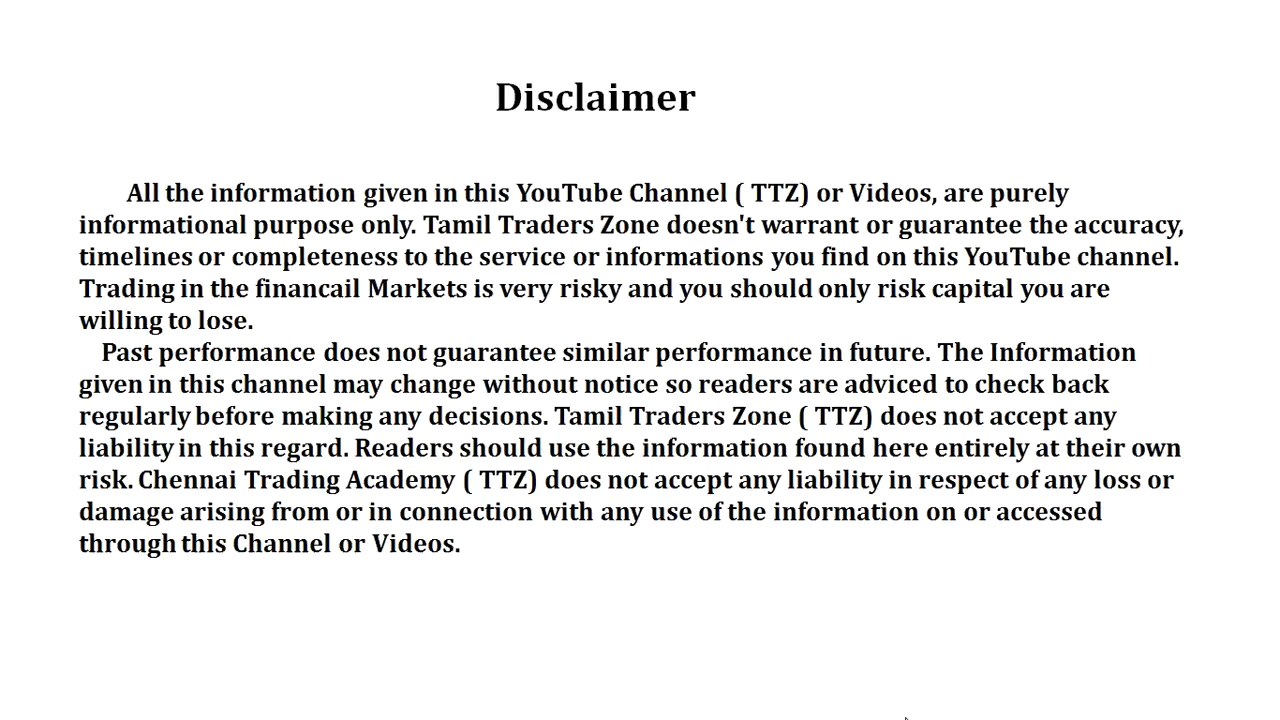 Disclaimer
All the information given in this YouTube Channel ( TTZ) or Videos, are purely
informational purpose only. Tamil Traders Zone doesn't warrant or guarantee the accuracy,
timelines or completeness to the service or informations you find on this YouTube channel.
Trading in the financail Markets is very risky and you should only risk capital you are
willing to lose.
Past performance does not guarantee similar performance in future. The Information
given in this channel may change without notice so readers are adviced to check back
regularly before making any decisions. Tamil Traders Zone ( TTZ) does not accept any
liability in this regard. Readers should use the information found here entirely at their own
risk. Chennai Trading Academy ( TTZ) does not accept any liability in respect of any loss or
damage arising from or in connection with any use of the information on or accessed
through this Channel or Videos.